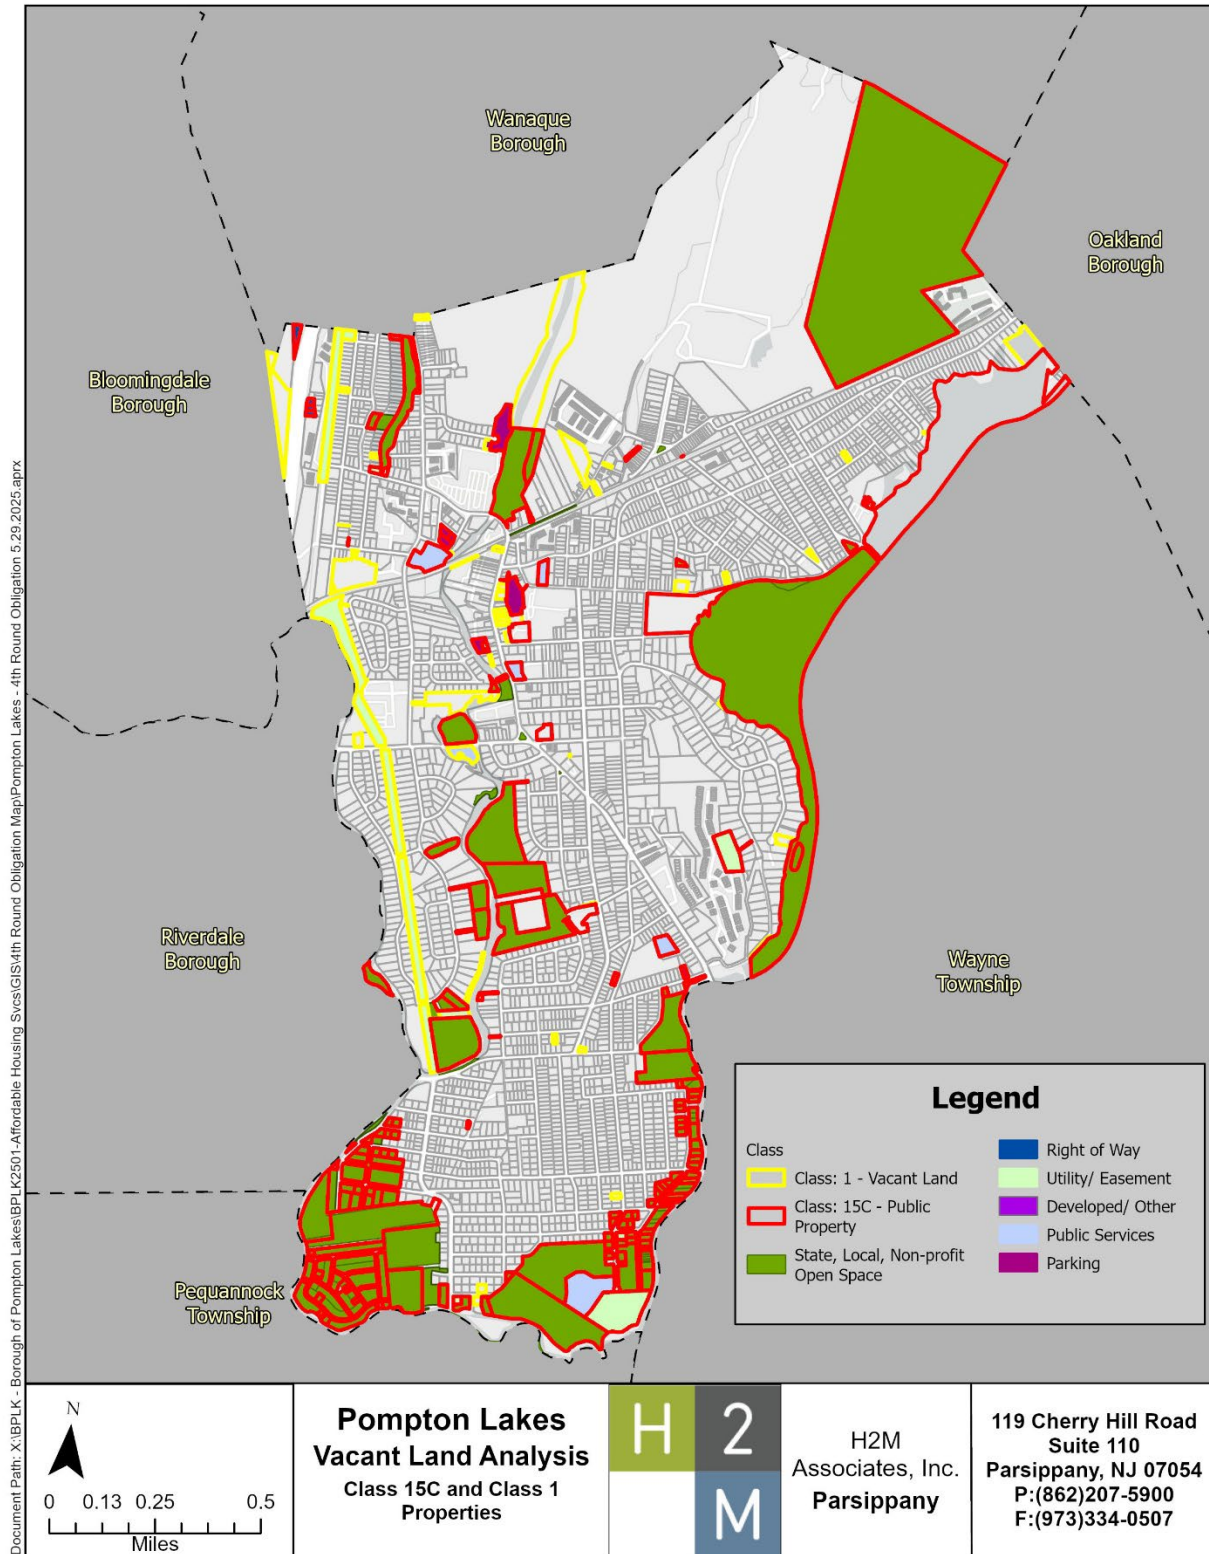 Wanaque
Borough
Oakland
Borough
Bloomingdale
Borough
Riverdale
Borough
Wayne
Township
Pequannock
Township
Legend
Class
Class: 1 - Vacant Land
Class: 15C - Public
Property
State, Local, Non-profit
Open Space
Right of Way
Utility/ Easement
Developed/ Other
Public Services
Parking
Document Path: X:\BPLK - Borough of Pompton Lakes\BPLK2501-Affordable Housing Svcs\GIS\4th Round Obligation Map\Pompton Lakes - 4th Round Obligation 5.29.2025.aprx
N
0 0.13 0.25 0.5
Miles
Pompton Lakes
Vacant Land Analysis
Class 15C and Class 1
Properties
H 2
M
H2M
Associates, Inc.
Parsippany
119 Cherry Hill Road
Suite 110
Parsippany, NJ 07054
P:(862)207-5900
F:(973)334-0507